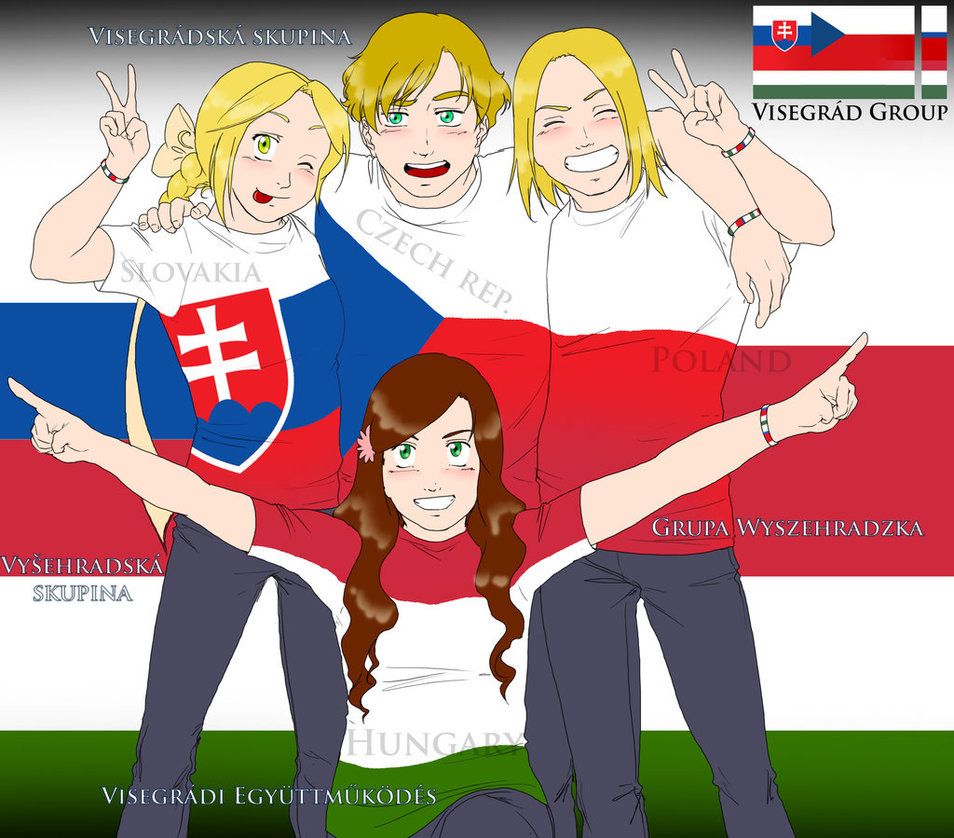 Visegrádská skupina
Visegrád Group
Czech rep.
Slovakia
Poland
Grupa Wyszehradzka
Vyšehradská
skupina
Hungary
Visegrádi Együttműködés